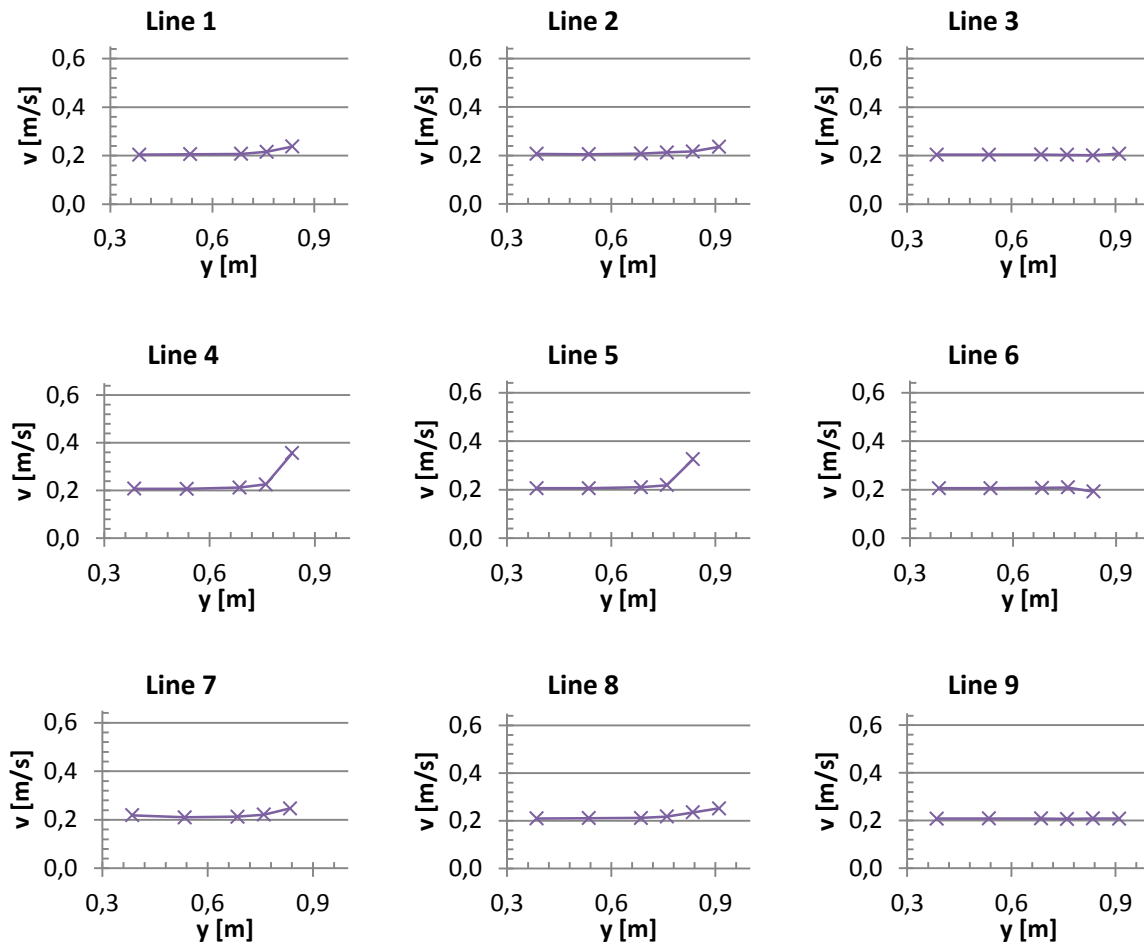 Line 1
0,6
0,4
0,2
0,0
v [m/s]
0,3 0,6 0,9
y [m]
Line 2
0,6
0,4
0,2
0,0
v [m/s]
0,3 0,6 0,9
y [m]
Line 3
0,6
0,4
0,2
0,0
v [m/s]
0,3 0,6 0,9
y [m]
Line 4
0,6
0,4
0,2
0,0
v [m/s]
0,3 0,6 0,9
y [m]
Line 5
0,6
0,4
0,2
0,0
v [m/s]
0,3 0,6 0,9
y [m]
Line 6
0,6
0,4
0,2
0,0
v [m/s]
0,3 0,6 0,9
y [m]
Line 7
0,6
0,4
0,2
0,0
v [m/s]
0,3 0,6 0,9
y [m]
Line 8
0,6
0,4
0,2
0,0
v [m/s]
0,3 0,6 0,9
y [m]
Line 9
0,6
0,4
0,2
0,0
v [m/s]
0,3 0,6 0,9
y [m]